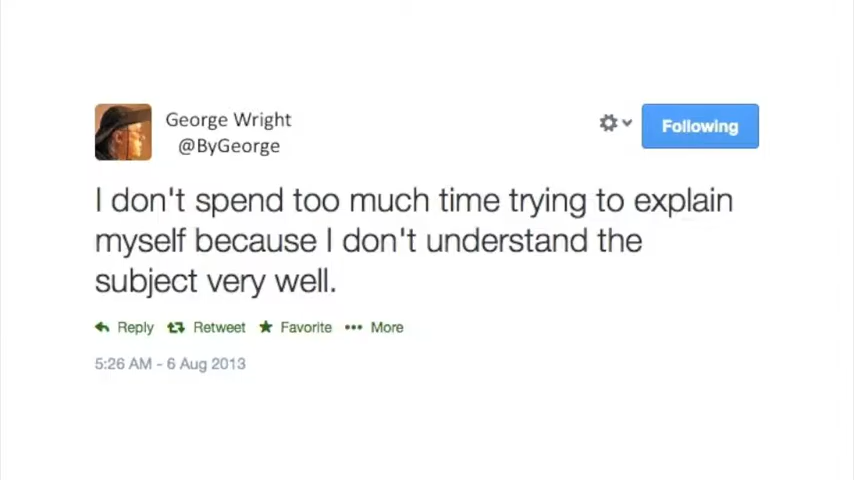 George Wright
@ByGeorge
Following
I don't spend too much time trying to explain
myself because I don't understand the
subject very well.
Reply Retweet Favorite More
5:26 AM - 6 Aug 2013